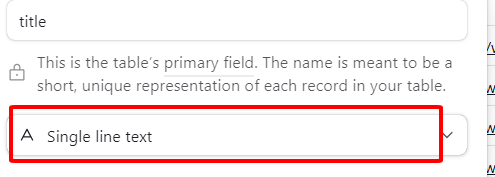 title
This is the table's primary field. The name is meant to be a
short, unique representation of each record in your table.
A Single line text